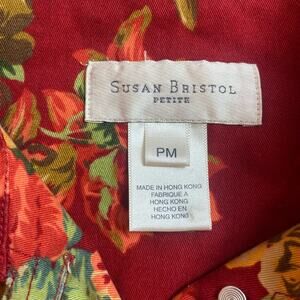 SUSAN BRISTOL
PETITE
PM
MADE IN HONG KONG
FABRIQUE A
HONG KONG
HECHO EN
HONG KONG